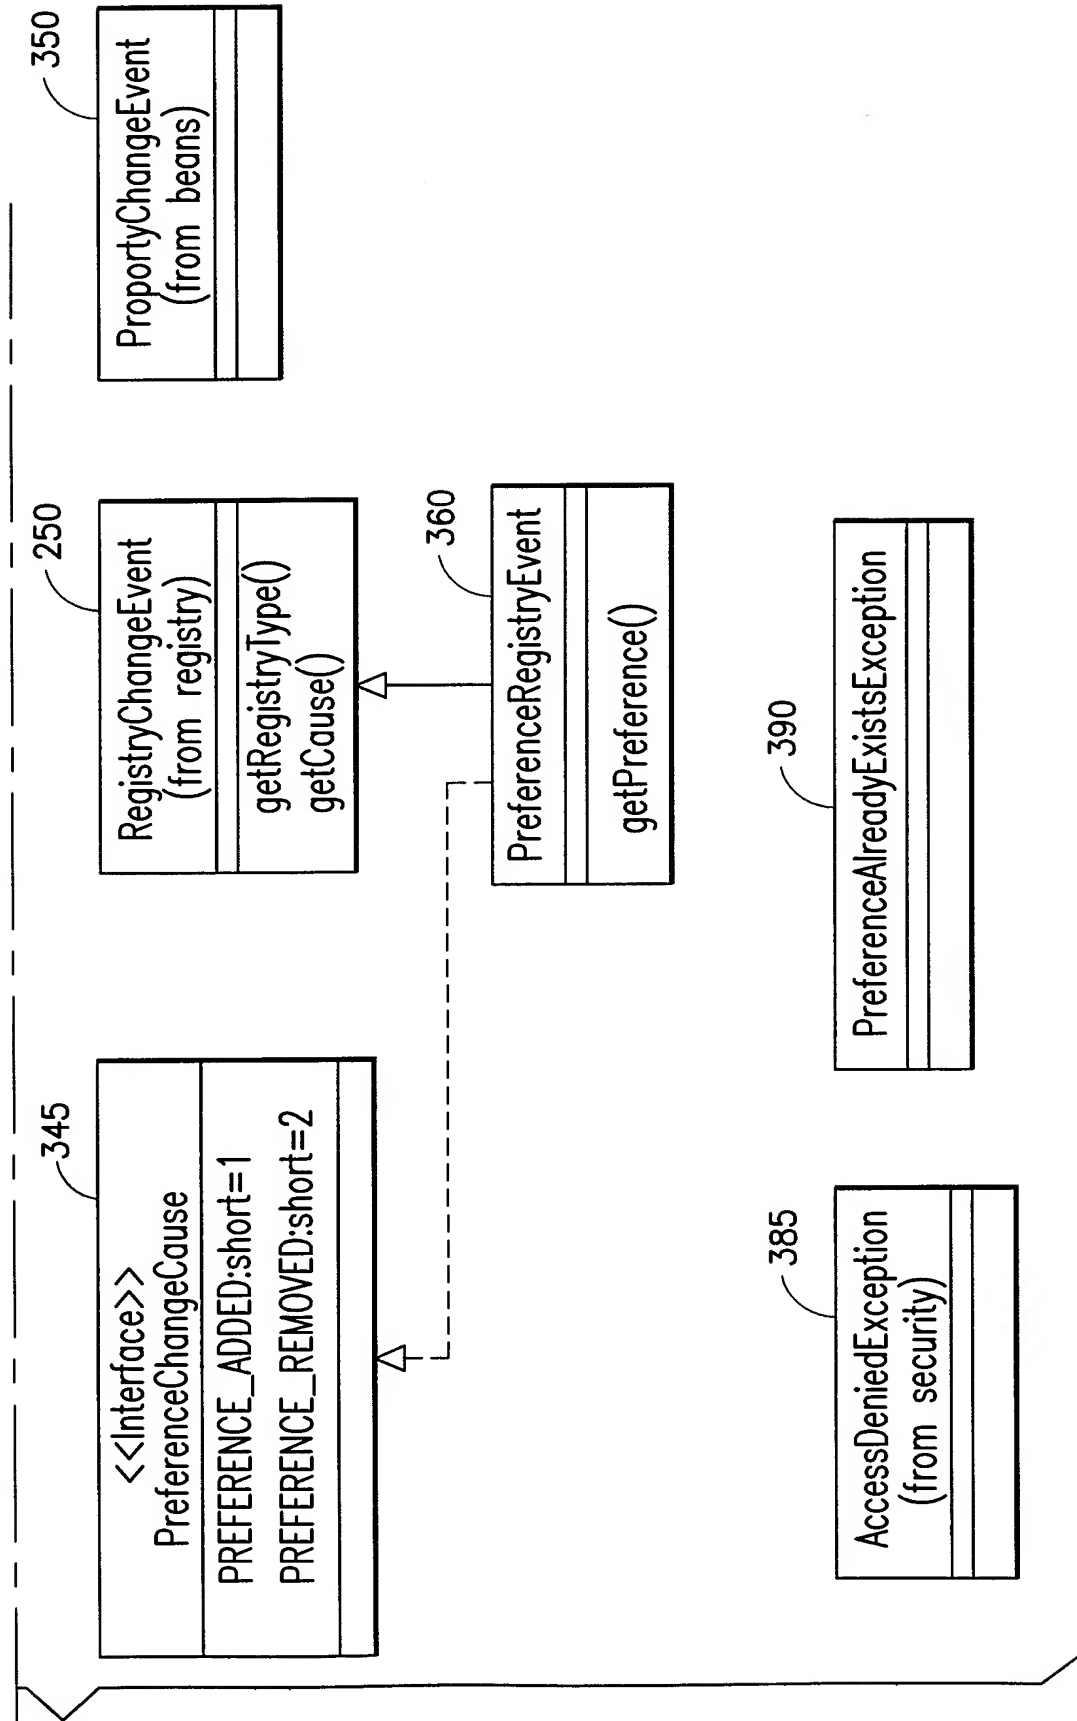 345
<<Interface>>
PreferenceChangeCause
PREFERENCE_ADDED:short=1
PREFERENCE_REMOVED:short=2
250
RegistryChangeEvent
(from registry)
getRegistryType()
getCause()
350
ProportyChangeEvent
(from beans)
360
PreferenceRegistryEvent
getPreference()
385
AccessDeniedException
(from security)
390
PreferenceAlreadyExistsException